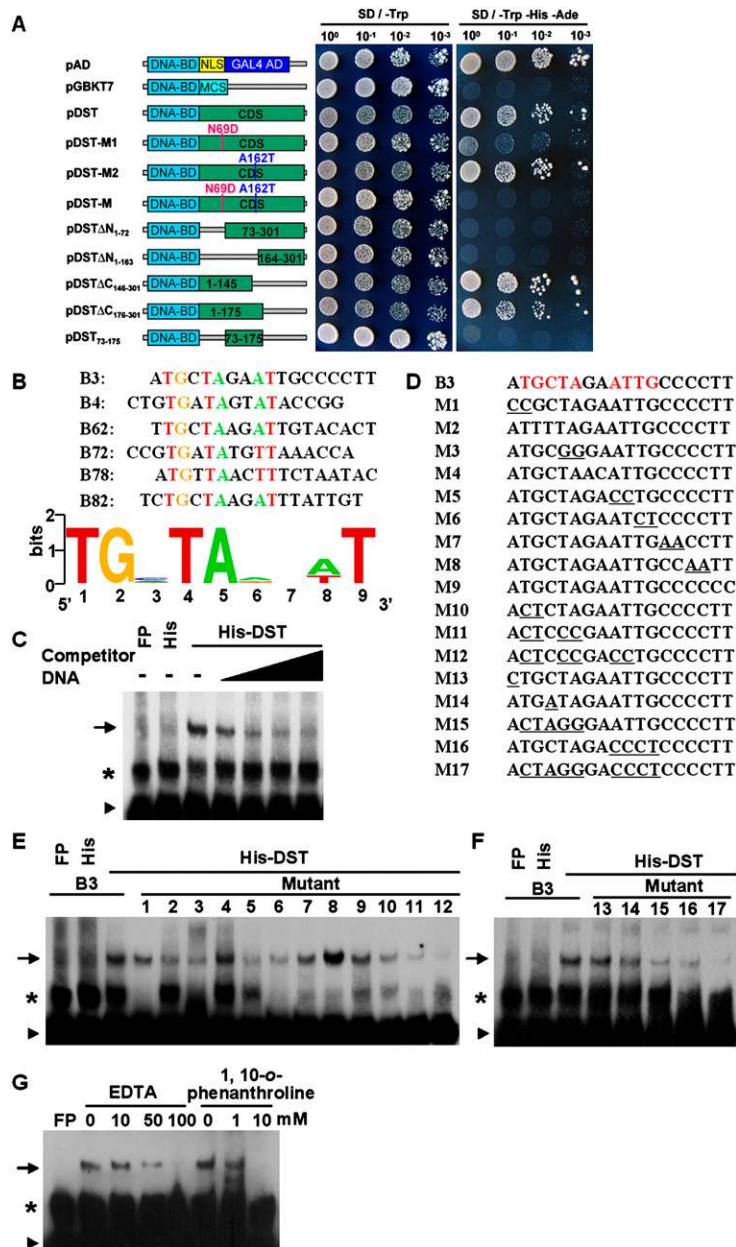 A
SD / -Trp
SD / -Trp -His -Ade
10⁰ 10⁻¹ 10⁻² 10⁻³
10⁰ 10⁻¹ 10⁻² 10⁻³
pAD DNA-BD NLS GAL4 AD
pGBKT7 DNA-BD MCS
pDST DNA-BD CDS
N69D
pDST-M1 DNA-BD CDS
A162T
pDST-M2 DNA-BD CDS
N69D A162T
pDST-M DNA-BD CDS
pDSTΔN₁₋₇₂ DNA-BD 73-301
pDSTΔN₁₋₁₆₃ DNA-BD 164-301
pDSTΔC₁₄₆₋₃₀₁ DNA-BD 1-145
pDSTΔC₁₇₆₋₃₀₁ DNA-BD 1-175
pDST₇₃₋₁₇₅ DNA-BD 73-175
B
B3: ATGCTAGAATTGCCCCTT
B4: CTGTGATAGTATACCGG
B62: TTGCTAAGATTGTACACT
B72: CCGTGATATGTTAAACCA
B78: ATGTTAACTTTCTAATAC
B82: TCTGCTAAGATTTATTGT
2
bits
1
0
TG TA AT
5' 1 2 3 4 5 6 7 8 9 3'
C
FP His His-DST
Competitor DNA - - -
D
B3 ATGCTAGAATTGCCCCTT
M1 CCGCTAGAATTGCCCCTT
M2 ATTTTAGAATTGCCCCTT
M3 ATGCGGGAATTGCCCCTT
M4 ATGCTAACATTGCCCCTT
M5 ATGCTAGACCTGCCCCTT
M6 ATGCTAGAATCTCCCCTT
M7 ATGCTAGAATTGAACCTT
M8 ATGCTAGAATTGCCAATT
M9 ATGCTAGAATTGCCCCCC
M10 ACTCTAGAATTGCCCCTT
M11 ACTCCCGAATTGCCCCTT
M12 ACTCCCGACCTGCCCCTT
M13 CTGCTAGAATTGCCCCTT
M14 ATGATAGAATTGCCCCTT
M15 ACTAGGGAATTGCCCCTT
M16 ATGCTAGACCCTCCCCTT
M17 ACTAGGGACCCTCCCCTT
E
FP His His-DST
B3 Mutant
1 2 3 4 5 6 7 8 9 10 11 12
*
F
FP His His-DST
B3 Mutant
13 14 15 16 17
*
G
EDTA 1, 10-o-phenanthroline
FP 0 10 50 100 0 1 10 mM
*